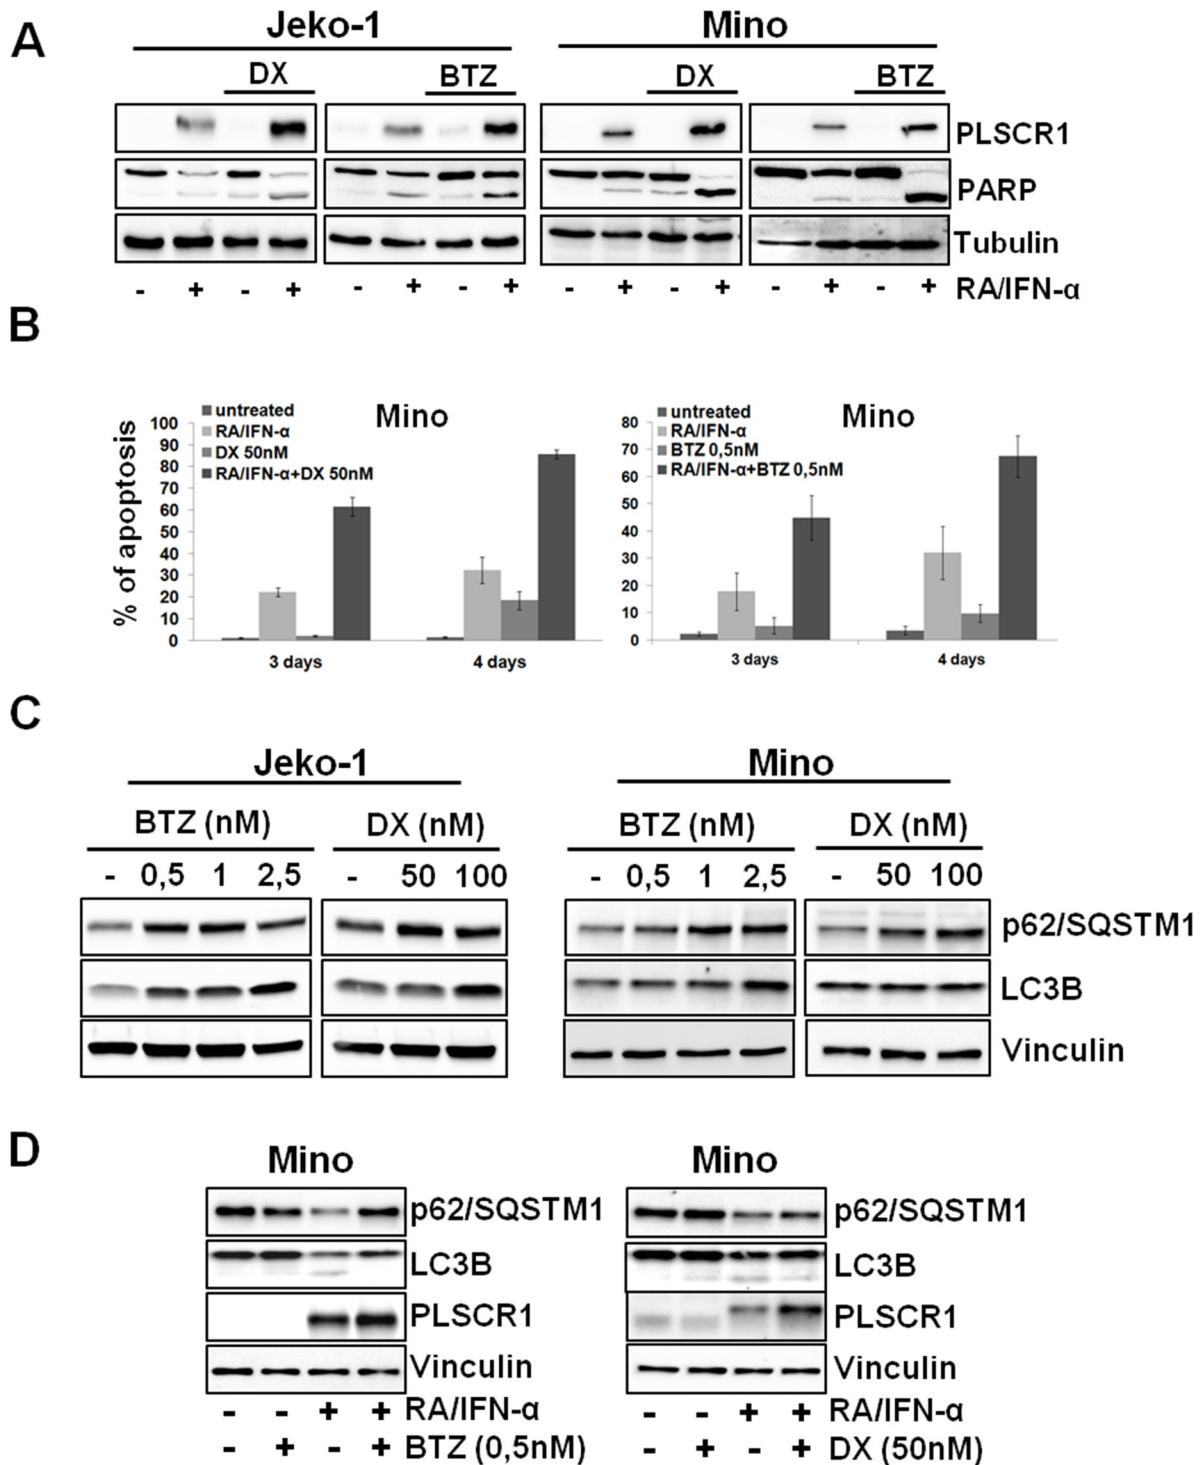 A
Jeko-1 Mino
DX BTZ DX BTZ
PLSCR1
PARP
Tubulin
- + - + - + - + - + - + - + - + RA/IFN-α
B
% of apoptosis
Mino
untreated
RA/IFN-α
DX 50nM
RA/IFN-α+DX 50nM
100
90
80
70
60
50
40
30
20
10
0
3 days 4 days
Mino
untreated
RA/IFN-α
BTZ 0,5nM
RA/IFN-α+BTZ 0,5nM
80
70
60
50
40
30
20
10
0
3 days 4 days
C
Jeko-1 Mino
BTZ (nM) DX (nM) BTZ (nM) DX (nM)
- 0,5 1 2,5 - 50 100 - 0,5 1 2,5 - 50 100
p62/SQSTM1
LC3B
Vinculin
D
Mino
p62/SQSTM1
LC3B
PLSCR1
Vinculin
- - + + RA/IFN-α
- + - + BTZ (0,5nM)
Mino
p62/SQSTM1
LC3B
PLSCR1
Vinculin
- - + + RA/IFN-α
- + - + DX (50nM)